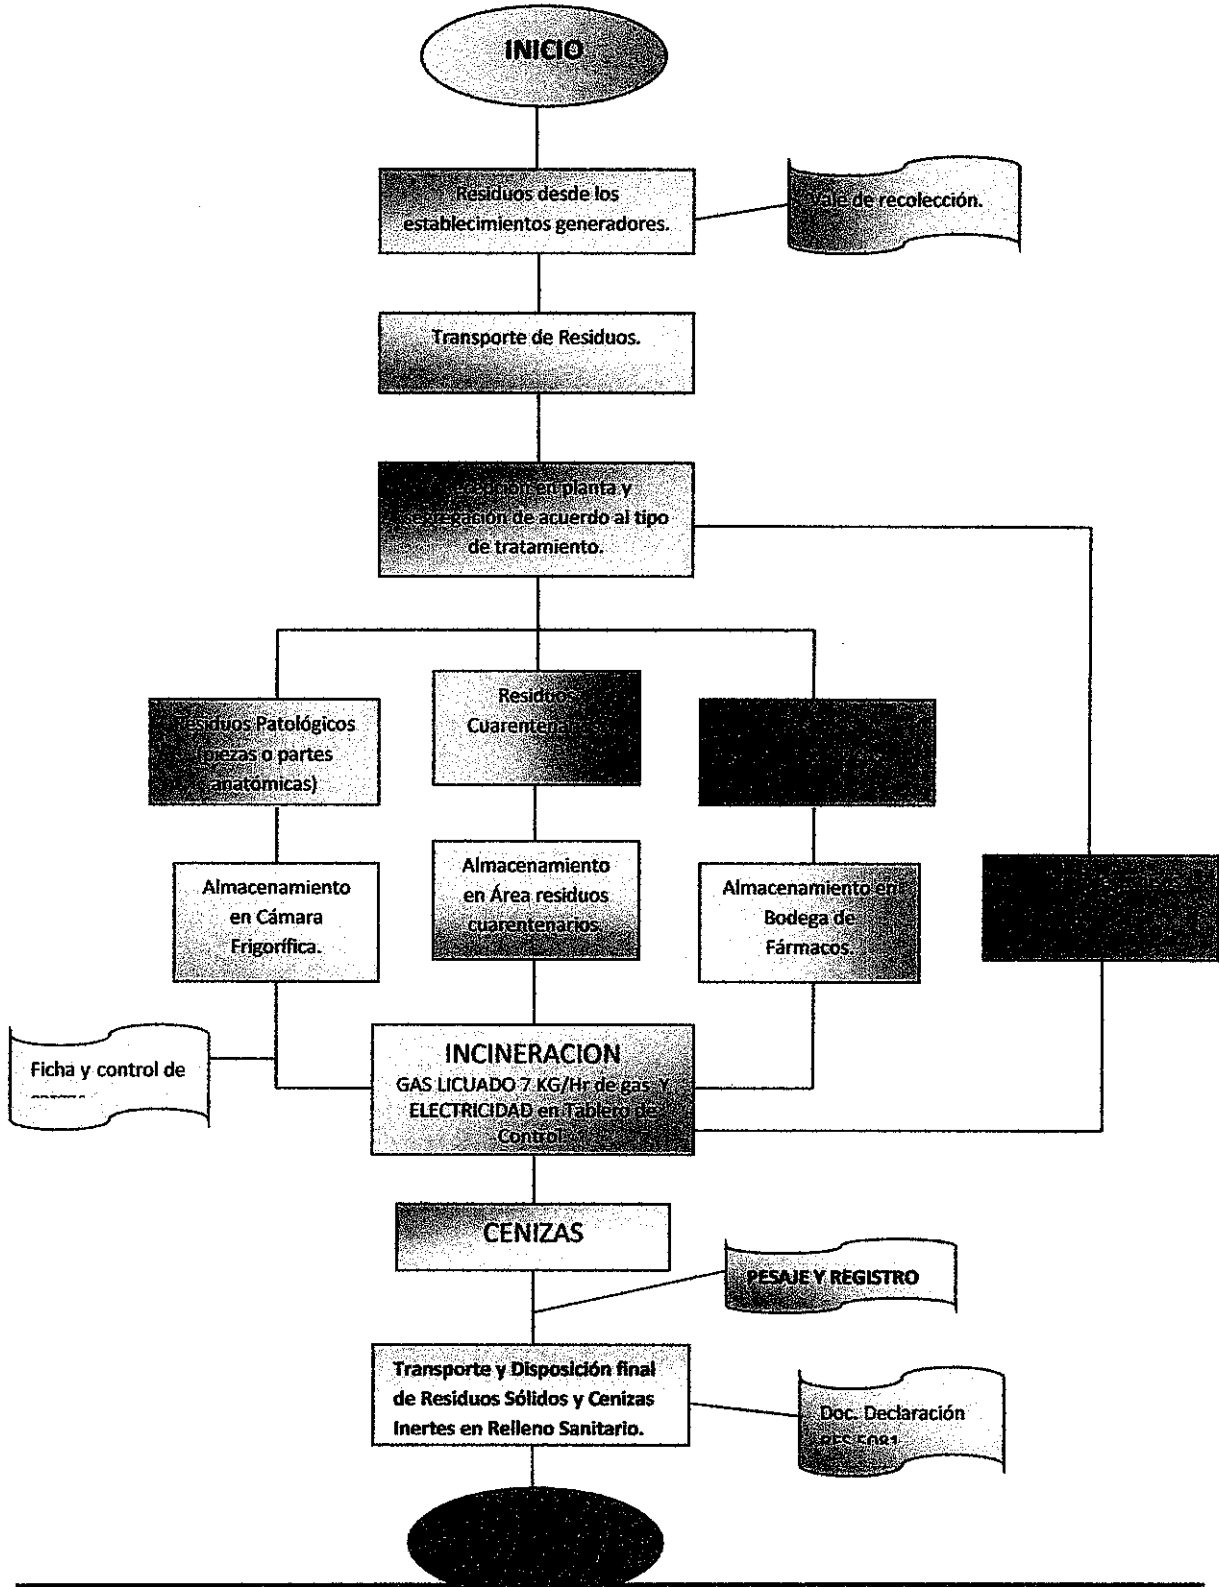 INICIO
Residuos desde los
establecimientos generadores.
Vale de recolección.
Transporte de Residuos.
en planta y
segregación de acuerdo al tipo
de tratamiento.
Residuos Patológicos
(piezas o partes
anatómicas)
Residuos
Almacenamiento
en Cámara
Frigorífica.
Almacenamiento
en Área residuos
cuarentenarios
Almacenamiento en
Bodega de
Fármacos.
Ficha y control de
INCINERACION
GAS LICUADO 7 KG/Hr de gas Y
ELECTRICIDAD en Tablero de
Control
CENIZAS
PESAJE Y REGISTRO
Transporte y Disposición final
de Residuos Sólidos y Cenizas
Inertes en Relleno Sanitario.
Doc. Declaración